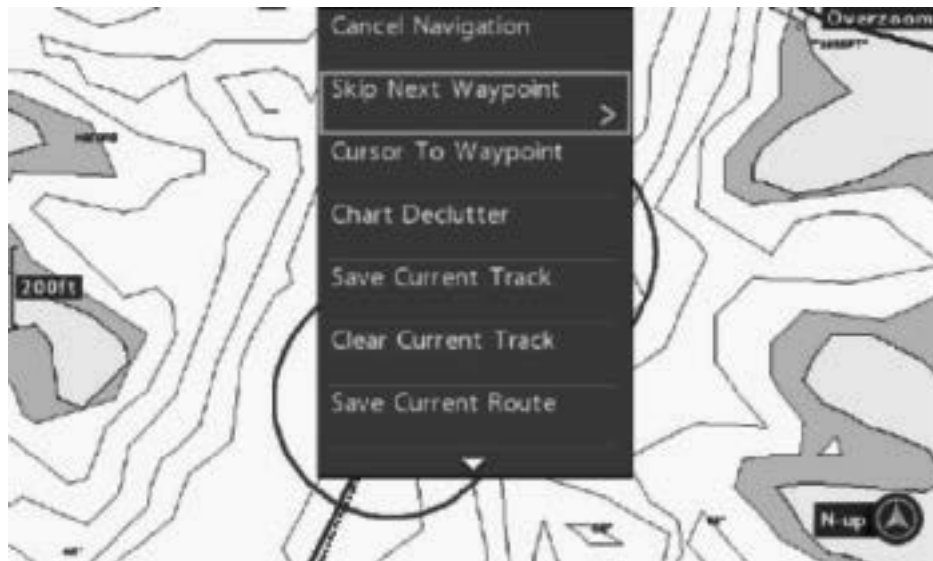 Cancel Navigation
Overzoom
Skip Next Waypoint
>
Cursor To Waypoint
Chart Declutter
Save Current Track
200ft
Clear Current Track
Save Current Route
N-up